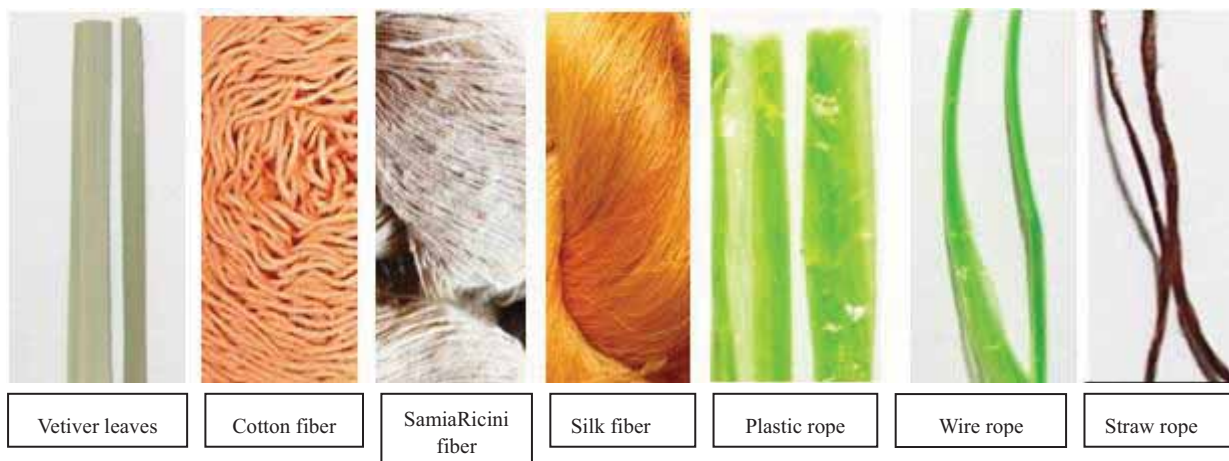 Vetiver leaves
Cotton fiber
SamiaRicini
fiber
Silk fiber
Plastic rope
Wire rope
Straw rope